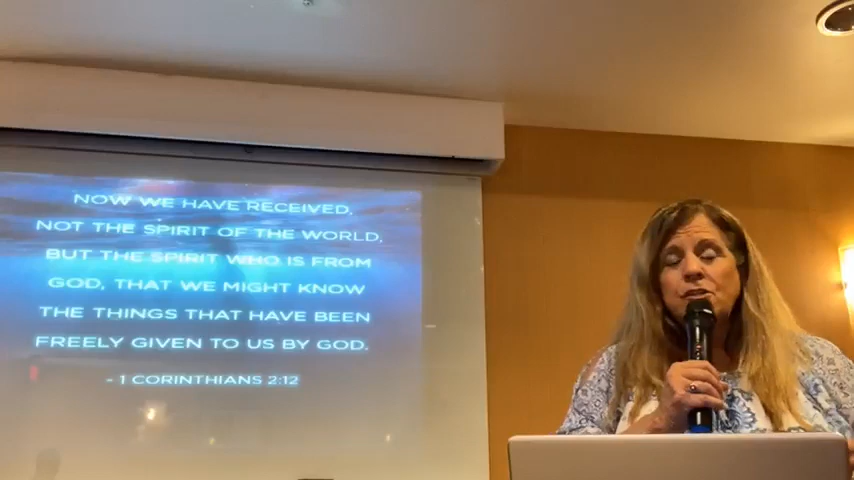 NOW WE HAVE RECEIVED,
NOT THE SPIRIT OF THE WORLD,
BUT THE SPIRIT WHO IS FROM
GOD, THAT WE MIGHT KNOW
THE THINGS THAT HAVE BEEN
FREELY GIVEN TO US BY GOD.
- 1 CORINTHIANS 2:12